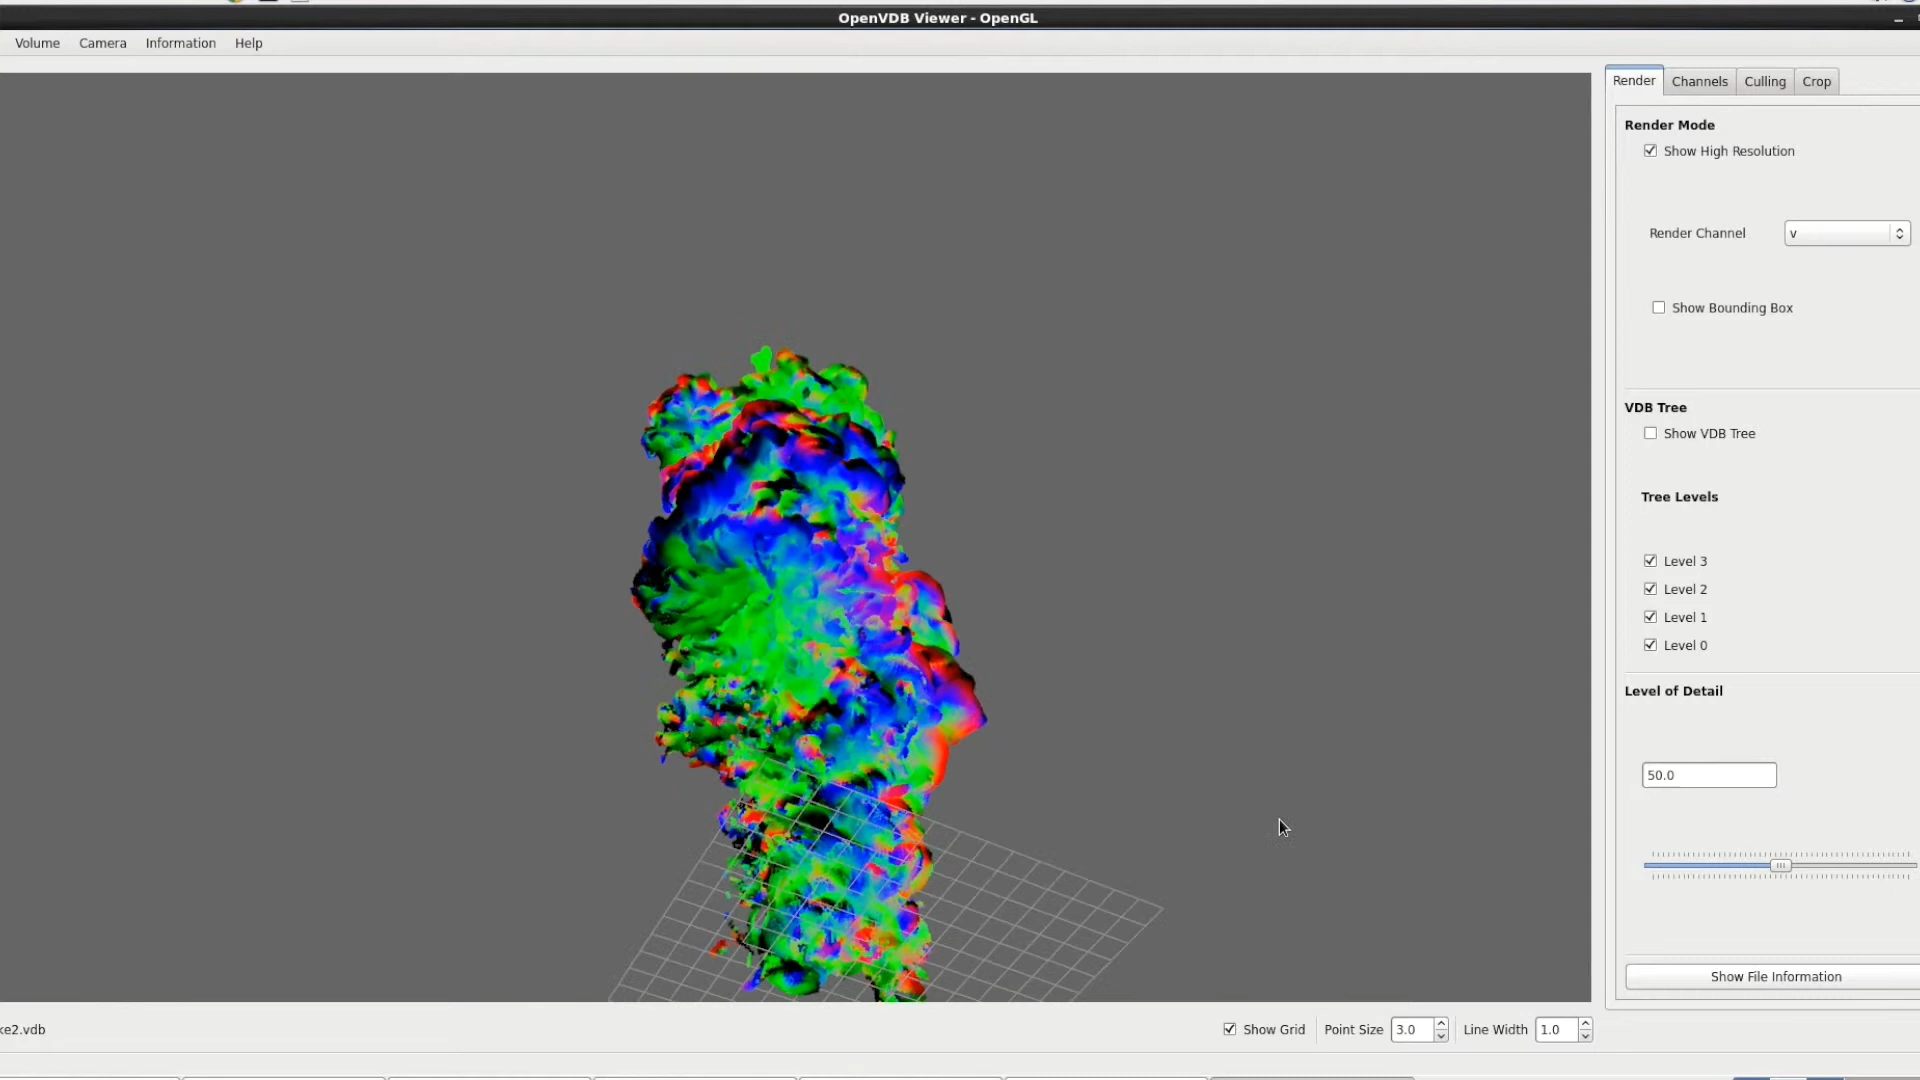 OpenVDB Viewer - OpenGL
Volume Camera Information Help
Render Channels Culling Crop
Render Mode
Show High Resolution
Render Channel v
Show Bounding Box
VDB Tree
Show VDB Tree
Tree Levels
Level 3
Level 2
Level 1
Level 0
Level of Detail
50.0
Show File Information
ke2.vdb
Show Grid Point Size 3.0 Line Width 1.0